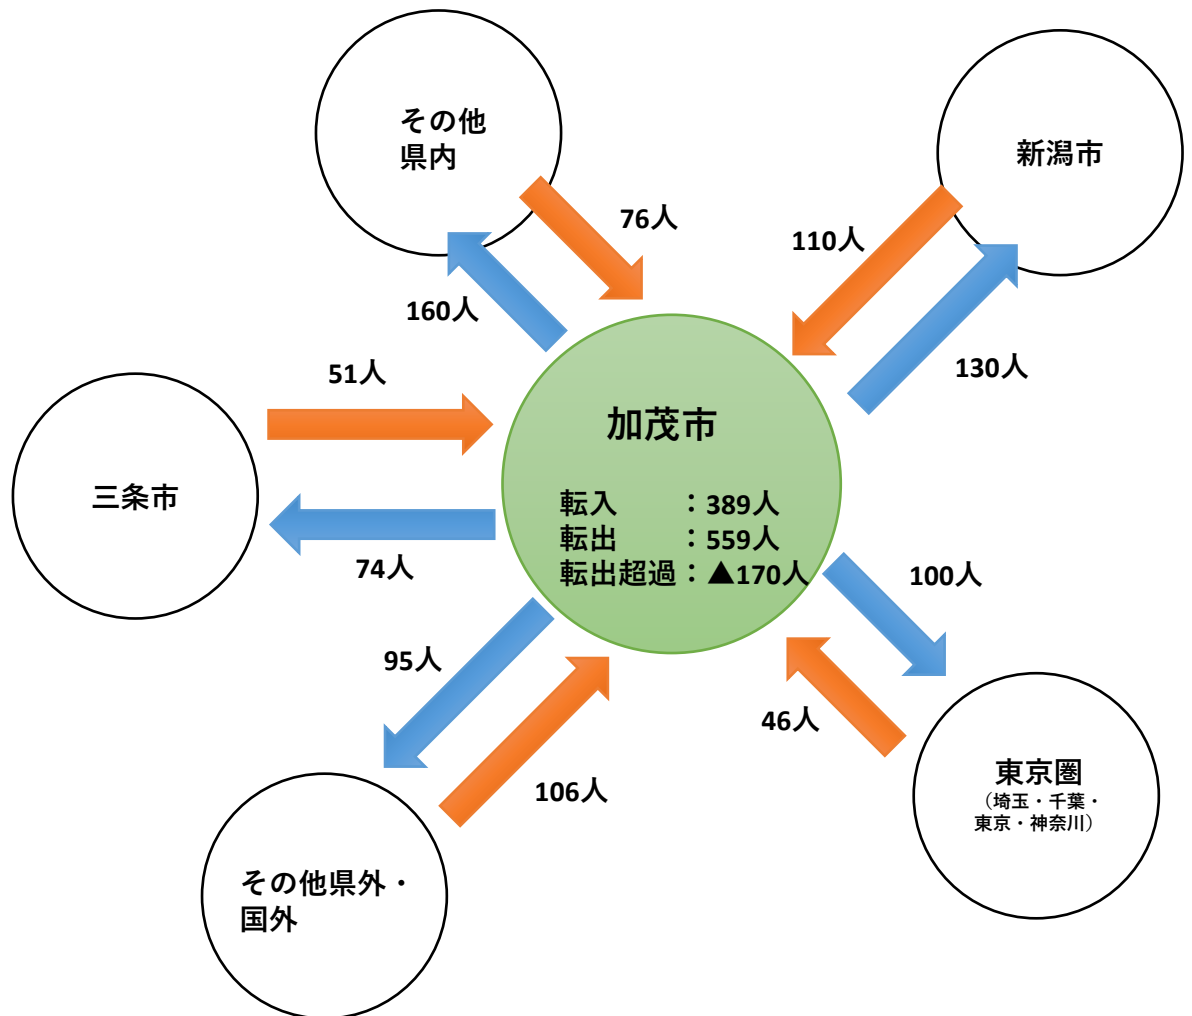 その他
県内
新潟市
76人
110人
160人
130人
51人
加茂市
三条市
転入　　：389人
転出　　：559人
転出超過：▲170人
74人
100人
95人
46人
106人
東京圏
（埼玉・千葉・
東京・神奈川）
その他県外・
国外